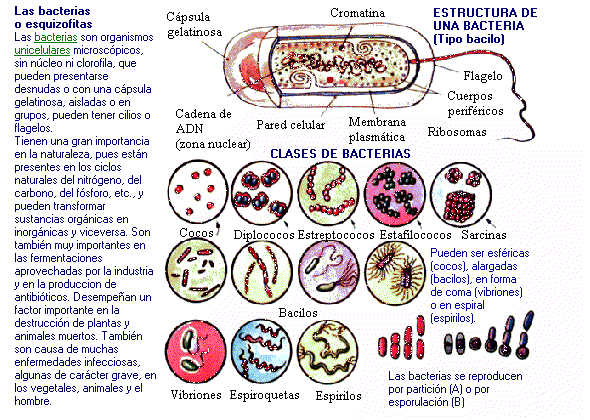 Las bacterias
o esquizofitas
Las bacterias son organismos
unicelulares microscópicos,
sin núcleo ni clorofila, que
pueden presentarse
desnudas o con una cápsula
gelatinosa, aisladas o en
grupos, pueden tener cilios o
flagelos.
Tienen una gran importancia
en la naturaleza, pues están
presentes en los ciclos
naturales del nitrógeno, del
carbono, del fósforo, etc., y
pueden transformar
sustancias orgánicas en
inorgánicas y viceversa. Son
también muy importantes en
las fermentaciones
aprovechadas por la industria
y en la produccion de
antibióticos. Desempeñan un
factor importante en la
destrucción de plantas y
animales muertos. También
son causa de muchas
enfermedades infecciosas,
algunas de carácter grave, en
los vegetales, animales y el
hombre.
ESTRUCTURA DE
UNA BACTERIA
(Tipo bacilo)
Cápsula
gelatinosa
Cromatina
Flagelo
Cuerpos
periféricos
Ribosomas
Membrana
plasmática
Pared celular
Cadena de
ADN
(zona nuclear)
CLASES DE BACTERIAS
Cocos
Diplococos
Estreptococos
Estafilococos
Sarcinas
Bacilos
Pueden ser esféricas
(cocos), alargadas
(bacilos), en forma
de coma (vibriones)
o en espiral
(espirilos).
Vibriones
Espiroquetas
Espirilos
Las bacterias se reproducen
por partición (A) o por
esporulación (B)